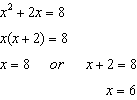 x² + 2x = 8
x(x + 2) = 8
x = 8 or x + 2 = 8
x = 6